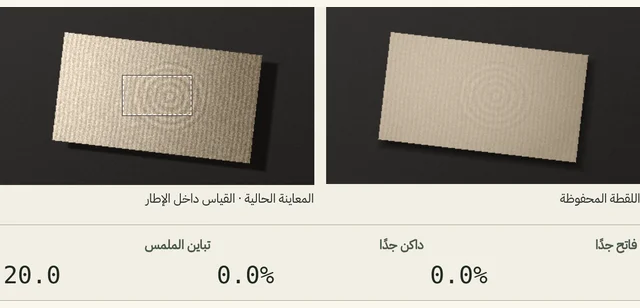 اللقطة المحفوظة
المعاينة الحالية · القياس داخل الإطار
فاتح جدًا
داكن جدًا
تباين الملمس
0.0%
0.0%
20.0